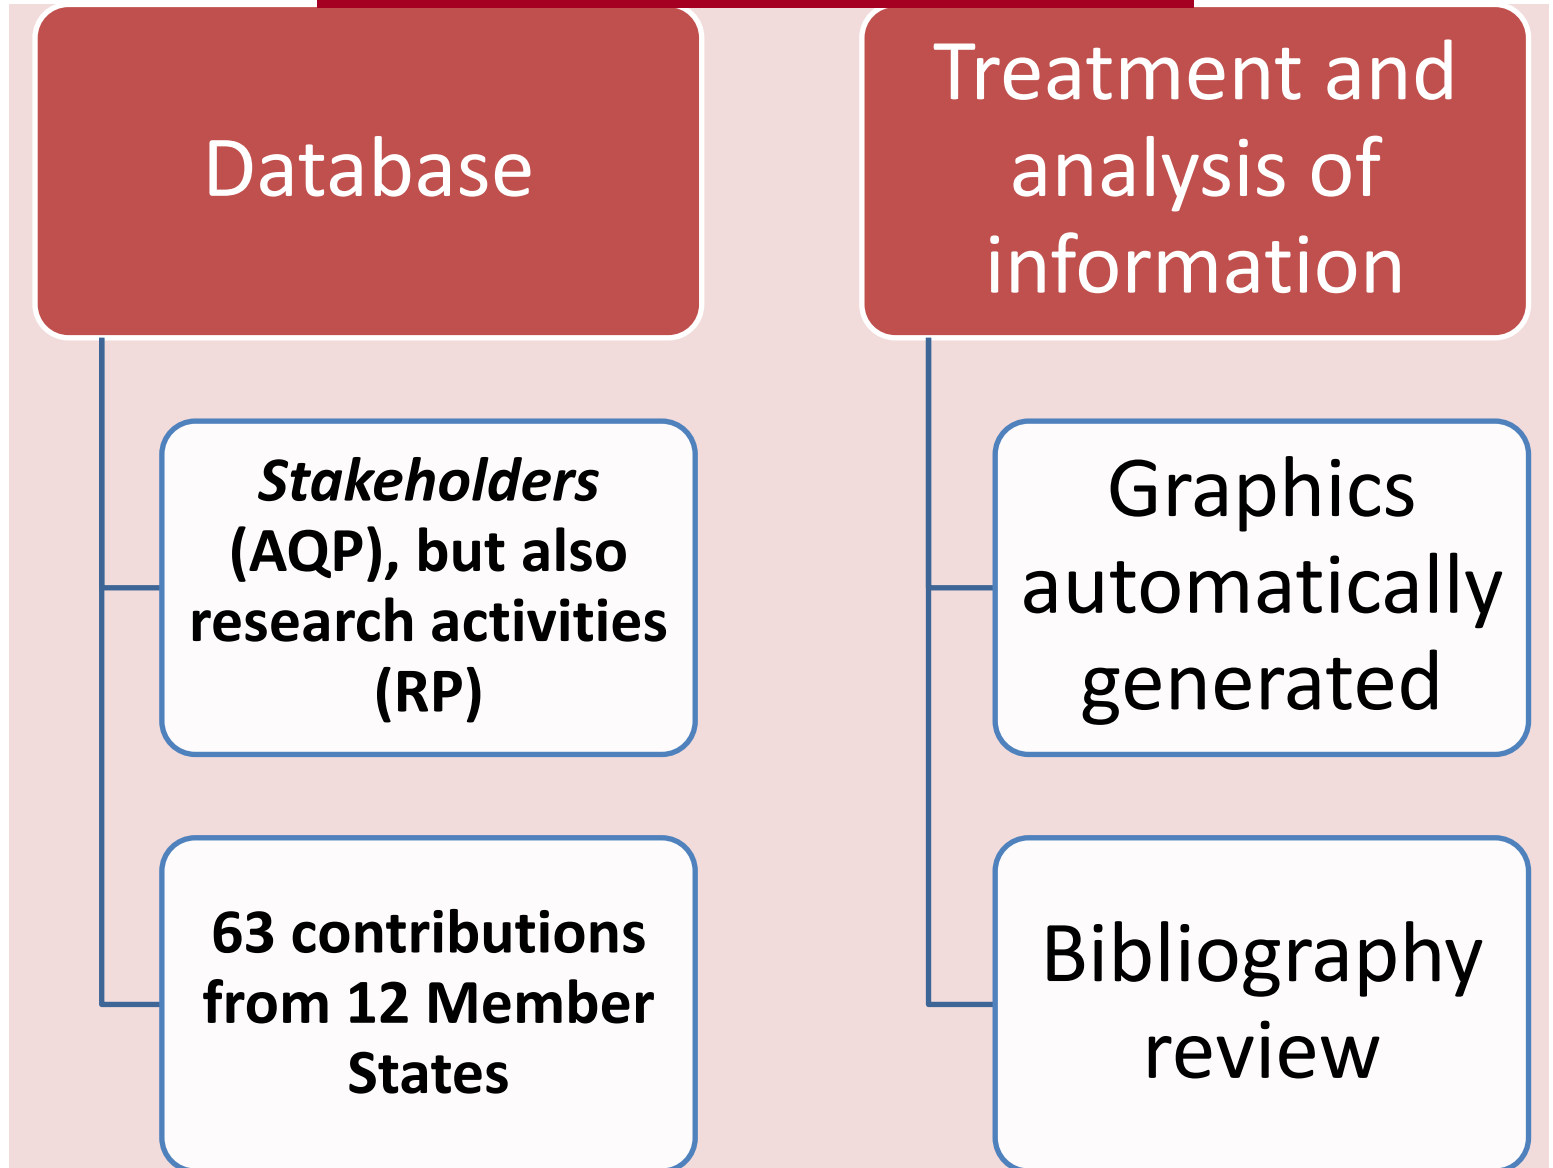 Database
Stakeholders
(AQP), but also
research activities
(RP)
63 contributions
from 12 Member
States
Treatment and
analysis of
information
Graphics
automatically
generated
Bibliography
review